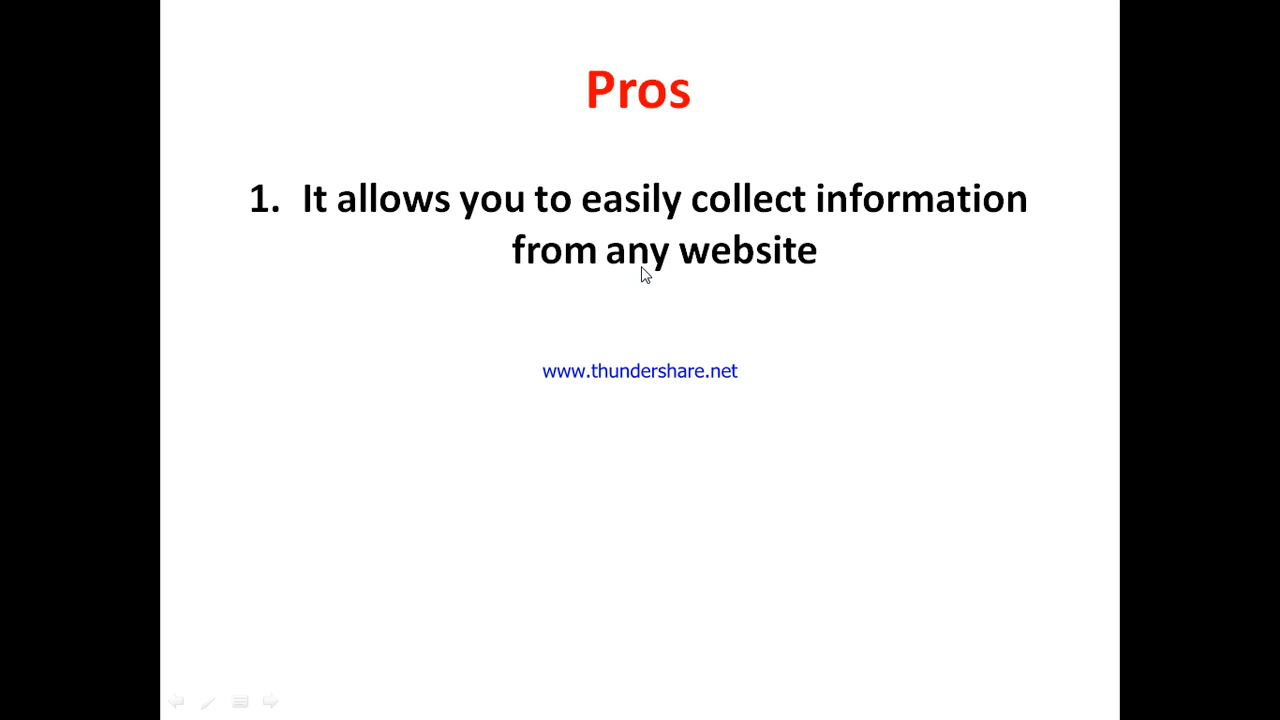 Pros
1. It allows you to easily collect information
from any website
www.thundershare.net